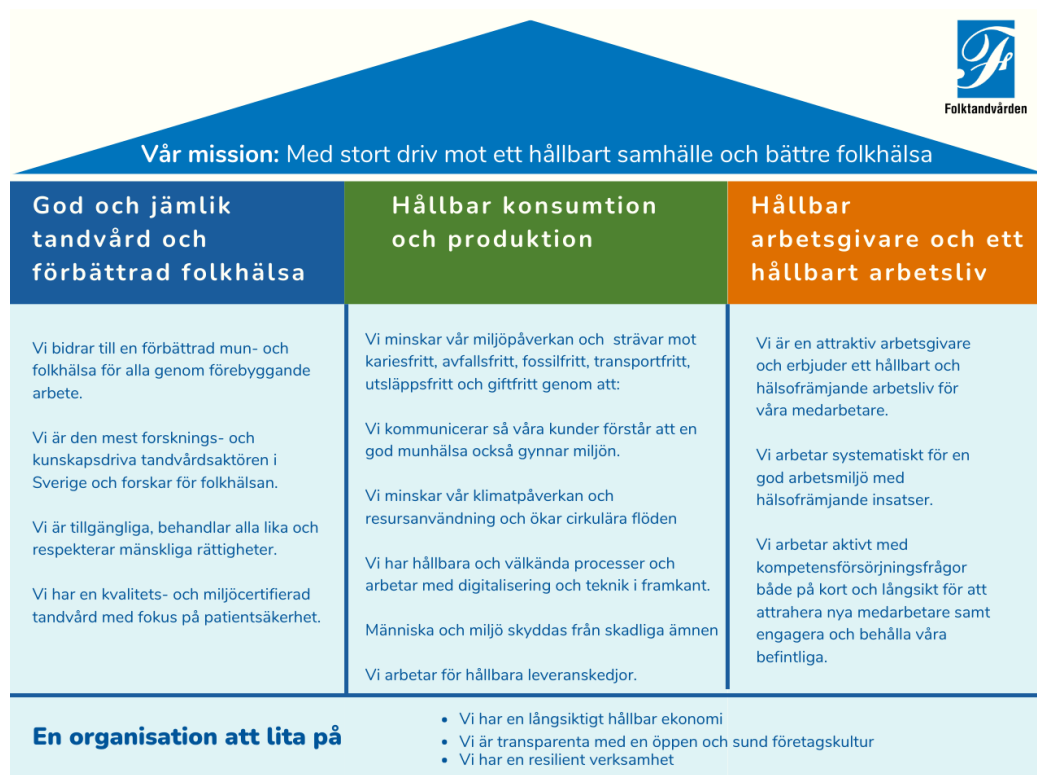 Folktandvården
Vår mission: Med stort driv mot ett hållbart samhälle och bättre folkhälsa
God och jämlik
tandvård och
förbättrad folkhälsa
Vi bidrar till en förbättrad mun- och
folkhälsa för alla genom förebyggande
arbete.
Vi är den mest forsknings- och
kunskapsdriva tandvårdsaktören i
Sverige och forskar för folkhälsan.
Vi är tillgängliga, behandlar alla lika och
respekterar mänskliga rättigheter.
Vi har en kvalitets- och miljöcertifierad
tandvård med fokus på patientsäkerhet.
Hållbar konsumtion
och produktion
Vi minskar vår miljöpåverkan och  strävar mot
kariesfritt, avfallsfritt, fossilfritt, transportfritt,
utsläppsfritt och giftfritt genom att:
Vi kommunicerar så våra kunder förstår att en
god munhälsa också gynnar miljön.
Vi minskar vår klimatpåverkan och
resursanvändning och ökar cirkulära flöden
Vi har hållbara och välkända processer och
arbetar med digitalisering och teknik i framkant.
Människa och miljö skyddas från skadliga ämnen
Vi arbetar för hållbara leveranskedjor.
Hållbar
arbetsgivare och ett
hållbart arbetsliv
Vi är en attraktiv arbetsgivare
och erbjuder ett hållbart och
hälsofrämjande arbetsliv för
våra medarbetare.
Vi arbetar systematiskt för en
god arbetsmiljö med
hälsofrämjande insatser.
Vi arbetar aktivt med
kompetensförsörjningsfrågor
både på kort och långsikt för att
attrahera nya medarbetare samt
engagera och behålla våra
befintliga.
En organisation att lita på
• Vi har en långsiktigt hållbar ekonomi
• Vi är transparenta med en öppen och sund företagskultur
• Vi har en resilient verksamhet